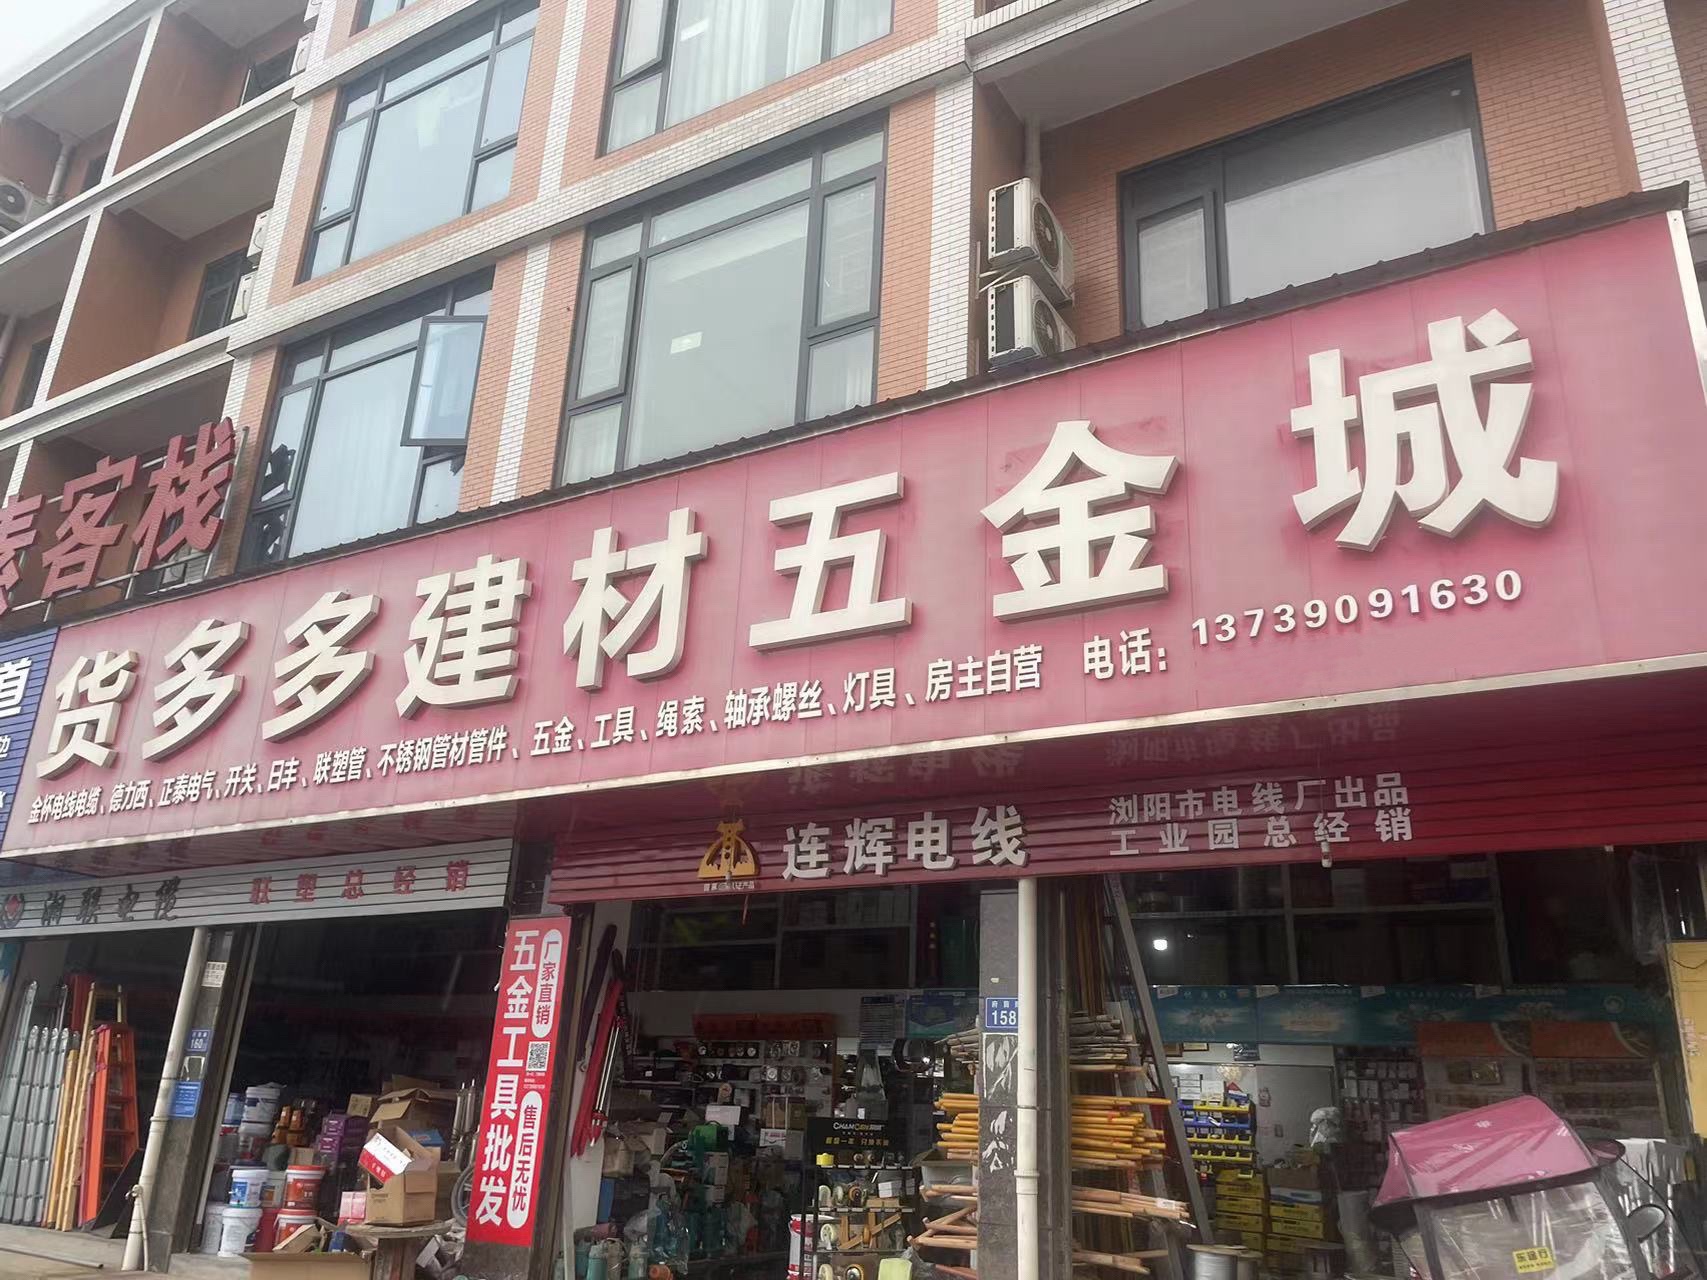 客栈
货多多建材五金城
金杯电线电缆、德力西、正泰电气、开关、日丰、联塑管、不锈钢管材管件、五金、工具、绳索、轴承螺丝、灯具、房主自营 电话：13739091630
道
连辉电线
浏阳市电线厂出品
工业园总经销
湘联电缆 联塑总经销
厂家直销
五金工具批发
售后无忧
158
160